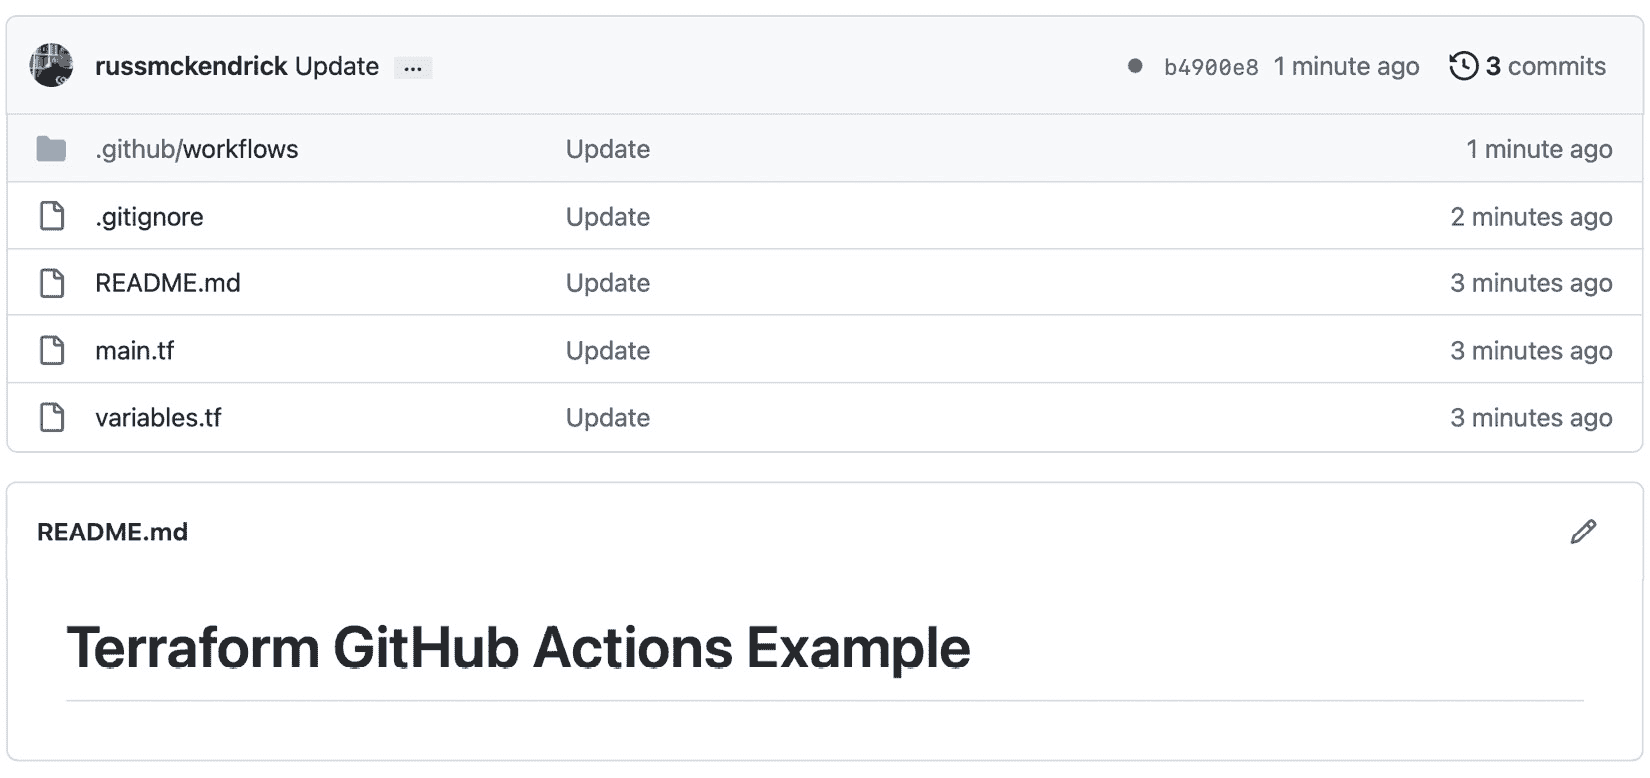 russmckendrick Update ... b4900e8 1 minute ago 3 commits
.github/workflows Update 1 minute ago
.gitignore Update 2 minutes ago
README.md Update 3 minutes ago
main.tf Update 3 minutes ago
variables.tf Update 3 minutes ago
README.md
Terraform GitHub Actions Example